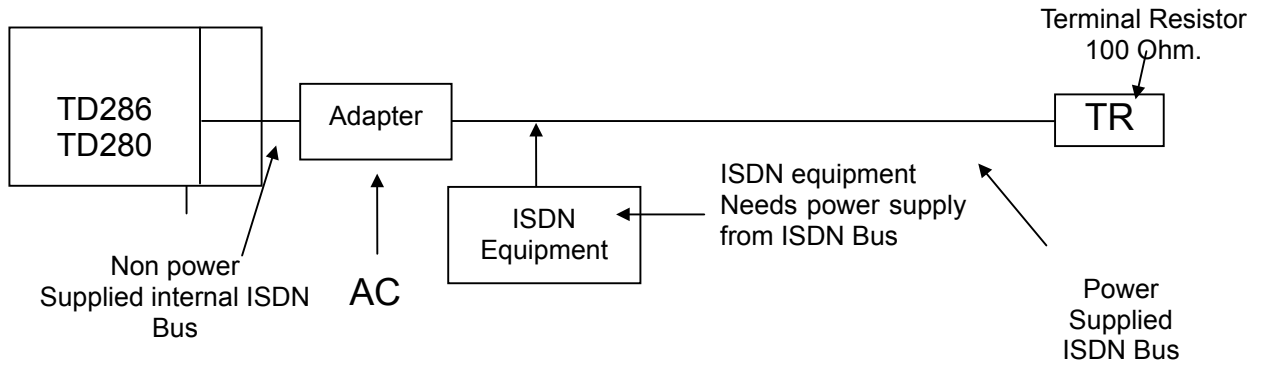 Terminal Resistor
100 Ohm.
TD286
TD280
Adapter
TR
ISDN
Equipment
ISDN equipment
Needs power supply
from ISDN Bus
Non power
Supplied internal ISDN
Bus
AC
Power
Supplied
ISDN Bus